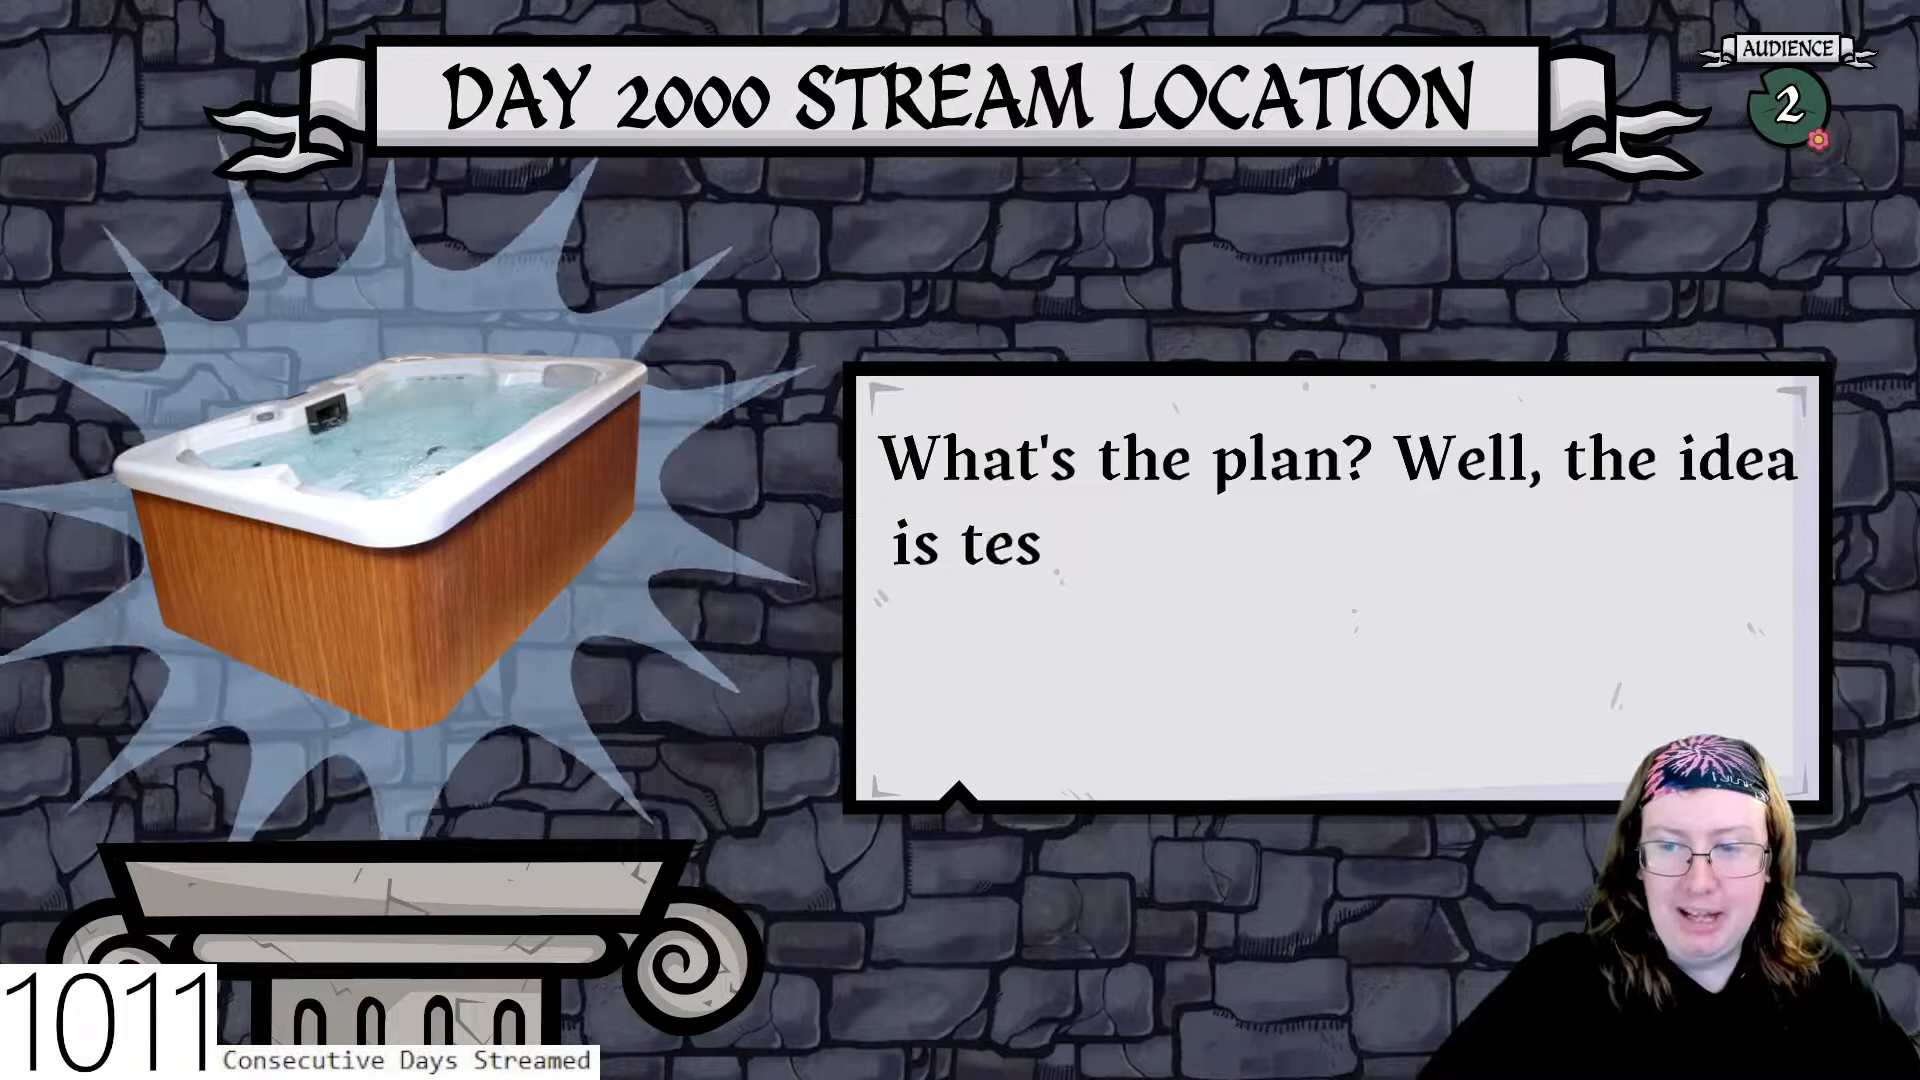 DAY 2000 STREAM LOCATION
AUDIENCE
2
What's the plan? Well, the idea
is tes
1011
Consecutive Days Streamed